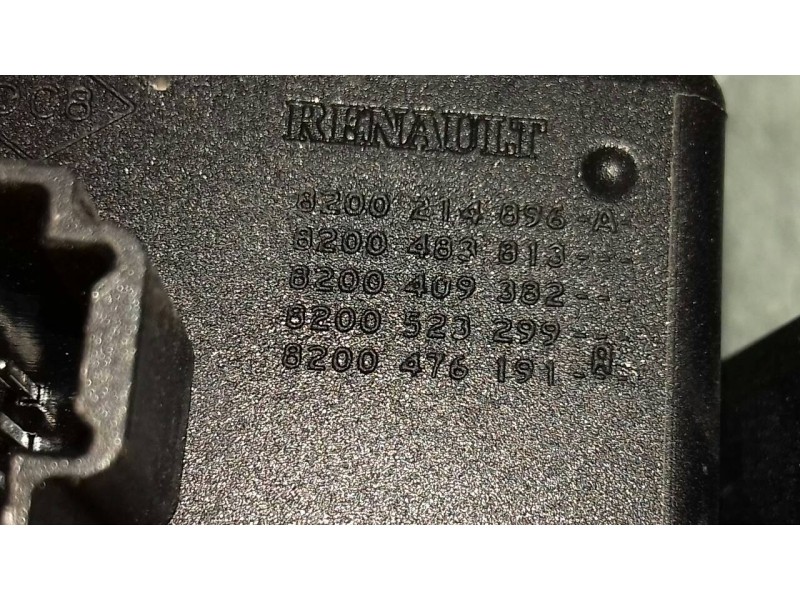 RENAULT
8200 214 896-A-
8200 483 813---
8200 409 382---
8200 523 299---
8200 476 191-A-